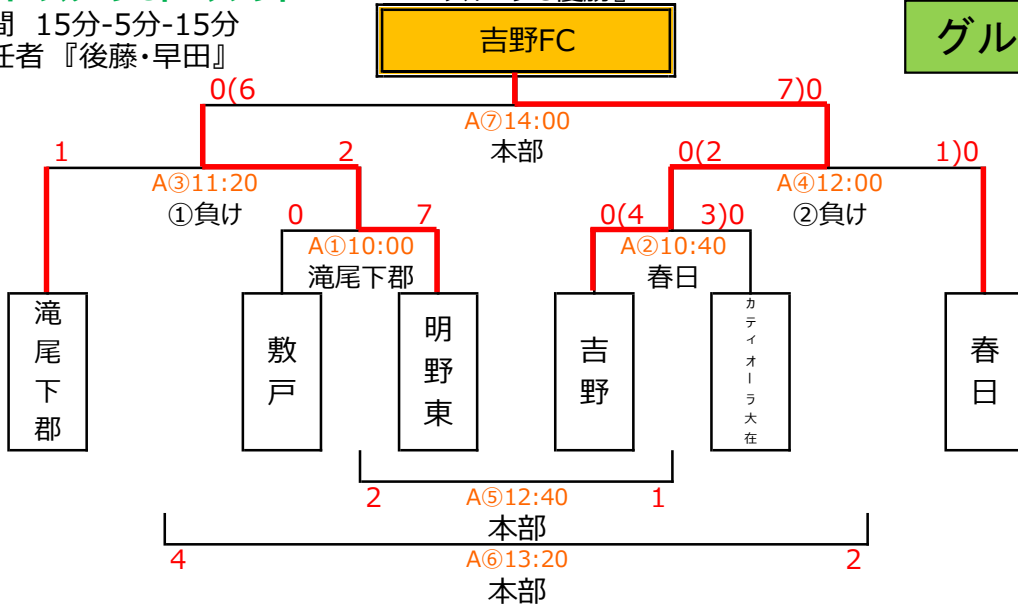 15分-5分-15分
『後藤・早田』
吉野FC
グル
0(6
7)0
A⑦14:00
本部
1
2
0(2
1)0
A③11:20
A④12:00
①負け
②負け
0
7
0(4
3)0
A①10:00
A②10:40
滝尾下郡
春日
滝尾下郡
敷戸
明野東
吉野
カティオーラ大在
春日
2
A⑤12:40
1
本部
4
A⑥13:20
2
本部